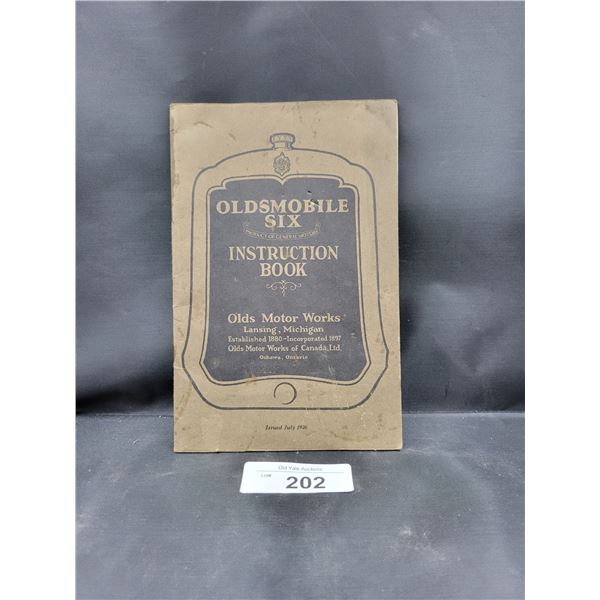 OLDSMOBILE
SIX
PRODUCT OF GENERAL MOTORS
INSTRUCTION
BOOK
Olds Motor Works
Lansing, Michigan
Established 1880-Incorporated 1897
Olds Motor Works of Canada, Ltd.
Oshawa, Ontario
Issued July 1926
Old Yale Auctions
Lot#
202